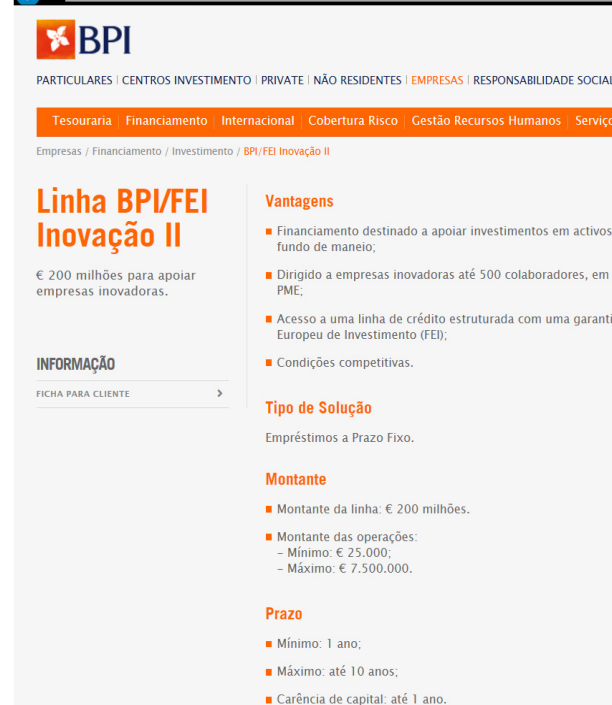 BPI
PARTICULARES | CENTROS INVESTIMENTO | PRIVATE | NÃO RESIDENTES | EMPRESAS | RESPONSABILIDADE SOCIAL
Tesouraria | Financiamento | Internacional | Cobertura Risco | Gestão Recursos Humanos | Serviço
Empresas / Financiamento / Investimento / BPI/FEI Inovação II
Linha BPI/FEI
Inovação II
€ 200 milhões para apoiar
empresas inovadoras.
INFORMAÇÃO
FICHA PARA CLIENTE
Vantagens
Financiamento destinado a apoiar investimentos em activos
fundo de maneio;
Dirigido a empresas inovadoras até 500 colaboradores, em
PME;
Acesso a uma linha de crédito estruturada com uma garanti
Europeu de Investimento (FEI);
Condições competitivas.
Tipo de Solução
Empréstimos a Prazo Fixo.
Montante
Montante da linha: € 200 milhões.
Montante das operações:
– Mínimo: € 25.000;
– Máximo: € 7.500.000.
Prazo
Mínimo: 1 ano;
Máximo: até 10 anos;
Carência de capital: até 1 ano.